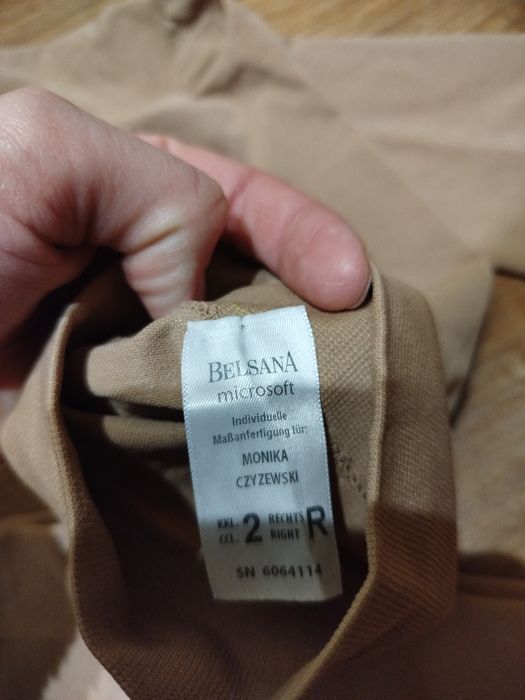 BELSANA
microsoft
Individuelle
Maßanfertigung für:
MONIKA
CZYZEWSKI
KKL. 2 RECHTS R
CCL. RIGHT
SN 6064114